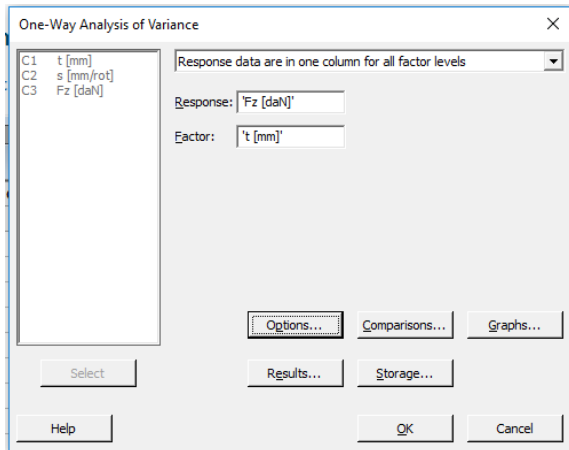 One-Way Analysis of Variance
C1 t [mm]
C2 s [mm/rot]
C3 Fz [daN]
Response data are in one column for all factor levels
Response: 'Fz [daN]'
Factor: 't [mm]'
Options... Comparisons... Graphs...
Select Results... Storage...
Help OK Cancel